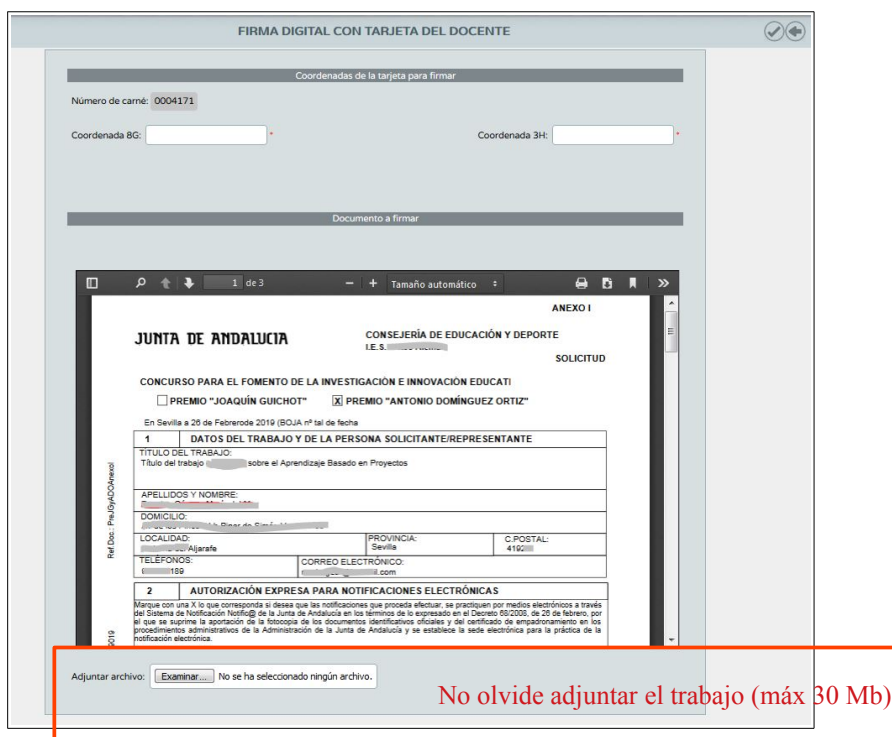 FIRMA DIGITAL CON TARJETA DEL DOCENTE
Coordenadas de la tarjeta para firmar
Número de carné: 0004171
Coordenada 8G: * Coordenada 3H: *
Documento a firmar
1 de 3 − + Tamaño automático
ANEXO I
JUNTA DE ANDALUCIA
CONSEJERÍA DE EDUCACIÓN Y DEPORTE
I.E.S.
SOLICITUD
CONCURSO PARA EL FOMENTO DE LA INVESTIGACIÓN E INNOVACIÓN EDUCATI
PREMIO "JOAQUÍN GUICHOT" X PREMIO "ANTONIO DOMÍNGUEZ ORTIZ"
En Sevilla a 26 de Febrerode 2019 (BOJA nº tal de fecha
1 DATOS DEL TRABAJO Y DE LA PERSONA SOLICITANTE/REPRESENTANTE
TÍTULO DEL TRABAJO:
Título del trabajo sobre el Aprendizaje Basado en Proyectos
APELLIDOS Y NOMBRE:
DOMICILIO:
LOCALIDAD: PROVINCIA: C.POSTAL:
Aljarafe Sevilla 4192
TELÉFONOS: CORREO ELECTRÓNICO:
189 .com
2 AUTORIZACIÓN EXPRESA PARA NOTIFICACIONES ELECTRÓNICAS
Marque con una X lo que corresponda si desea que las notificaciones que proceda efectuar, se practiquen por medios electrónicos a través
del Sistema de Notificación Notific@ de la Junta de Andalucía en los términos de lo expresado en el Decreto 68/2008, de 26 de febrero, por
el que se suprime la aportación de la fotocopia de los documentos identificativos oficiales y del certificado de empadronamiento en los
procedimientos administrativos de la Administración de la Junta de Andalucía y se establece la sede electrónica para la práctica de la
notificación electrónica.
Ref.Doc.: PreJGyADOAnexoI
Adjuntar archivo: Examinar... No se ha seleccionado ningún archivo.
No olvide adjuntar el trabajo (máx 30 Mb)